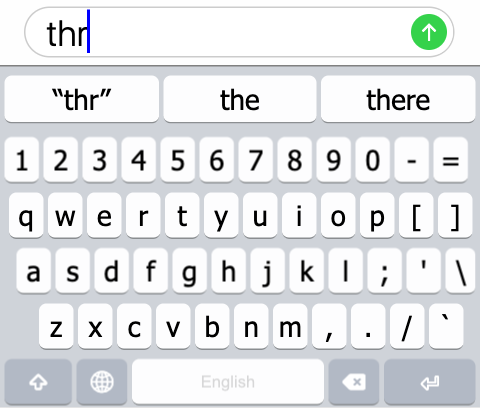 thr
“thr” the there
1 2 3 4 5 6 7 8 9 0 - =
q w e r t y u i o p [ ]
a s d f g h j k l ; ' \
z x c v b n m , . / `
English